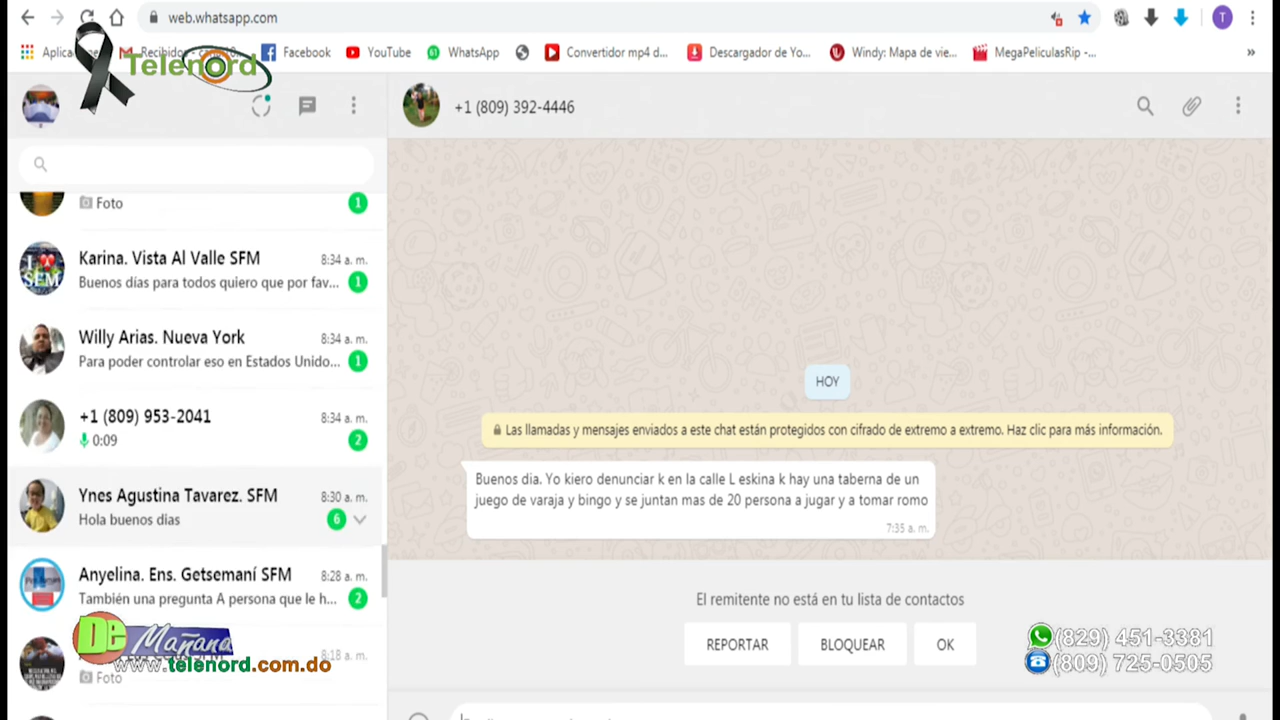 web.whatsapp.com
T
Recibidos
Facebook
YouTube
WhatsApp
Convertidor mp4 d...
Descargador de Yo...
Windy: Mapa de vie...
MegaPeliculasRip -...
»
Telenord
+1 (809) 392-4446
Foto
1
Karina. Vista Al Valle SFM
8:34 a. m.
Buenos días para todos quiero que por fav...
1
I SFM
Willy Arias. Nueva York
8:34 a. m.
Para poder controlar eso en Estados Unido...
1
+1 (809) 953-2041
8:34 a. m.
0:09
2
Ynes Agustina Tavarez. SFM
8:30 a. m.
Hola buenos dias
6
Anyelina. Ens. Getsemaní SFM
8:28 a. m.
También una pregunta A persona que le h...
2
8:18 a. m.
Foto
HOY
Las llamadas y mensajes enviados a este chat están protegidos con cifrado de extremo a extremo. Haz clic para más información.
Buenos dia. Yo kiero denunciar k en la calle L eskina k hay una taberna de un
juego de varaja y bingo y se juntan mas de 20 persona a jugar y a tomar romo
7:35 a. m.
El remitente no está en tu lista de contactos
REPORTAR
BLOQUEAR
OK
De Mañana
www.telenord.com.do
(829) 451-3381
(809) 725-0505